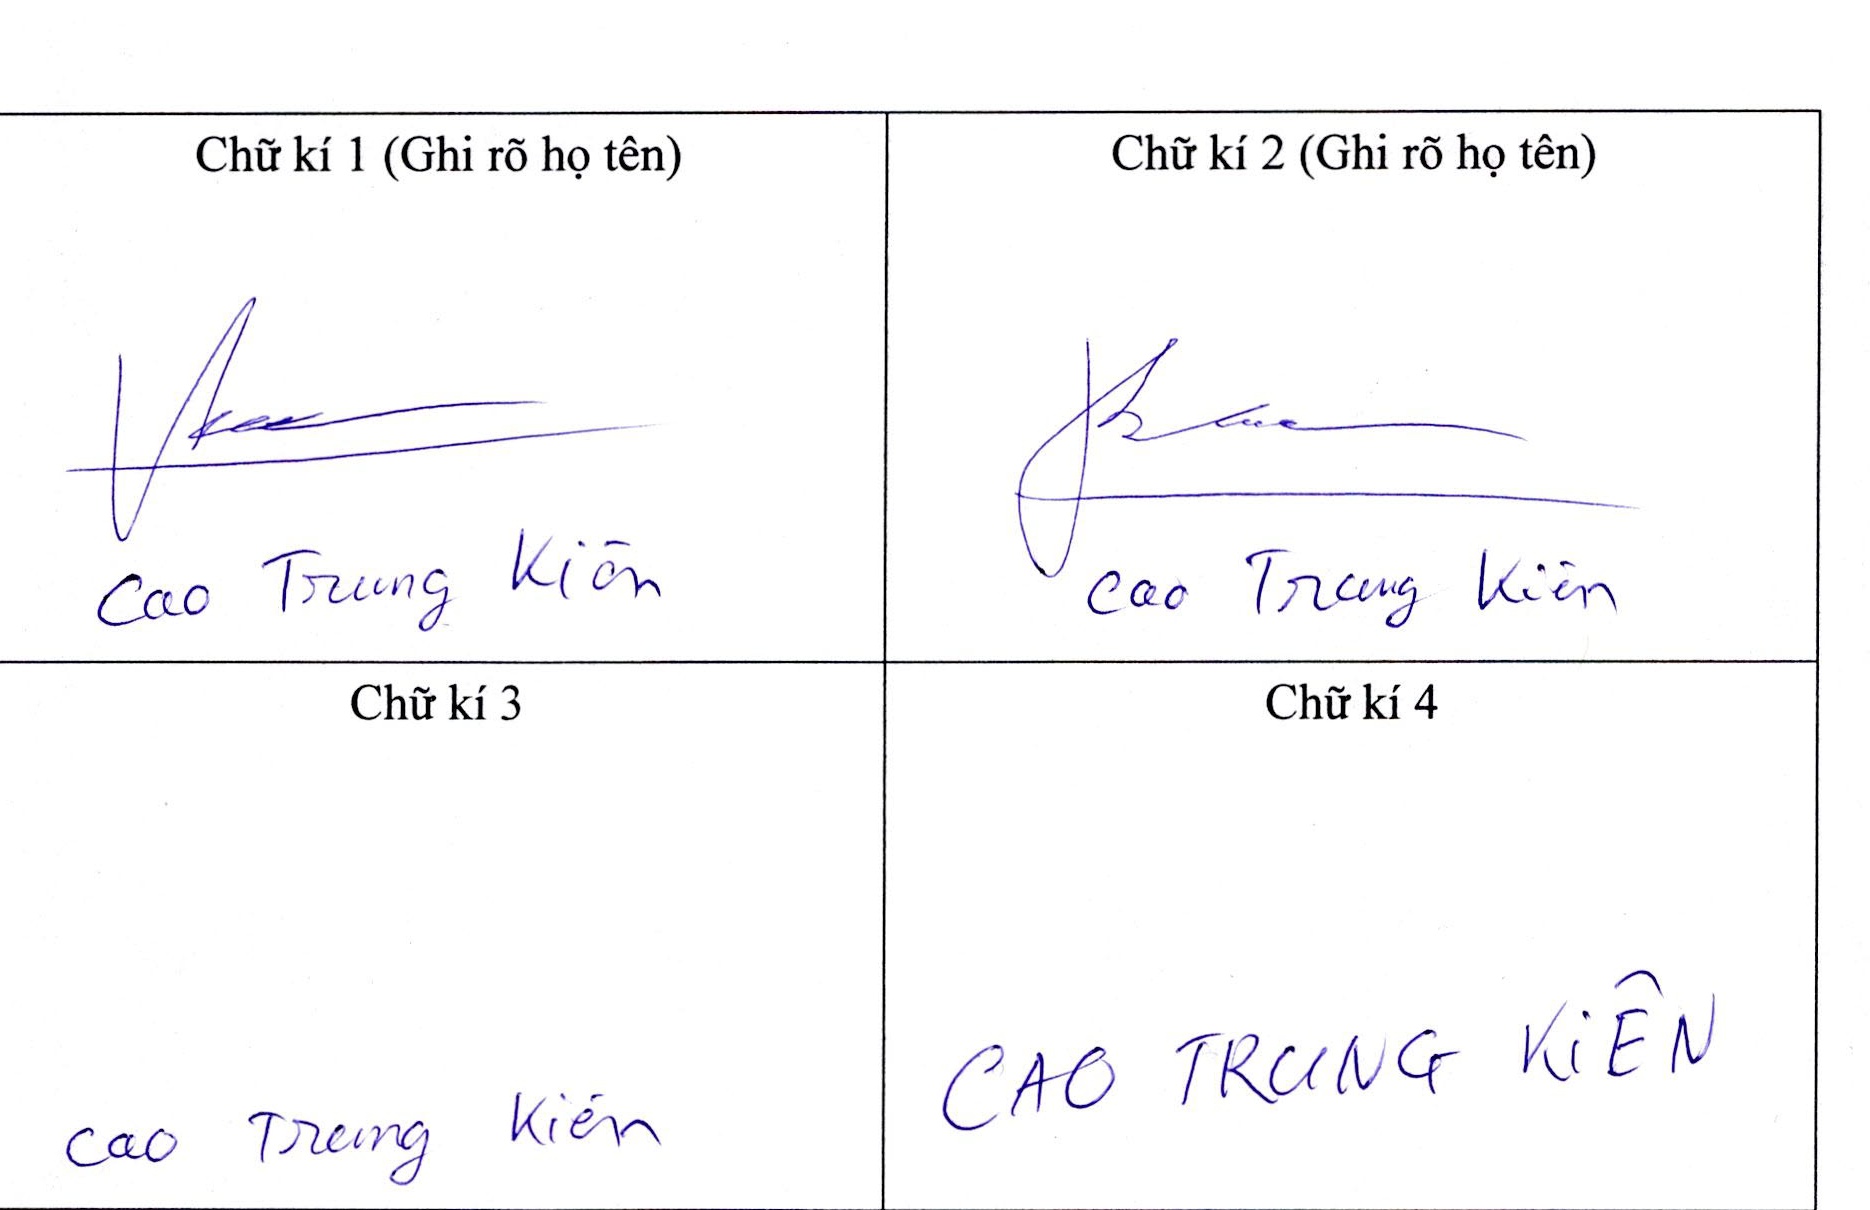 Chữ kí 1 (Ghi rõ họ tên)
Cao Trung Kiên
Chữ kí 2 (Ghi rõ họ tên)
Cao Trung Kiên
Chữ kí 3
Cao Trung Kiên
Chữ kí 4
CAO TRUNG KIÊN